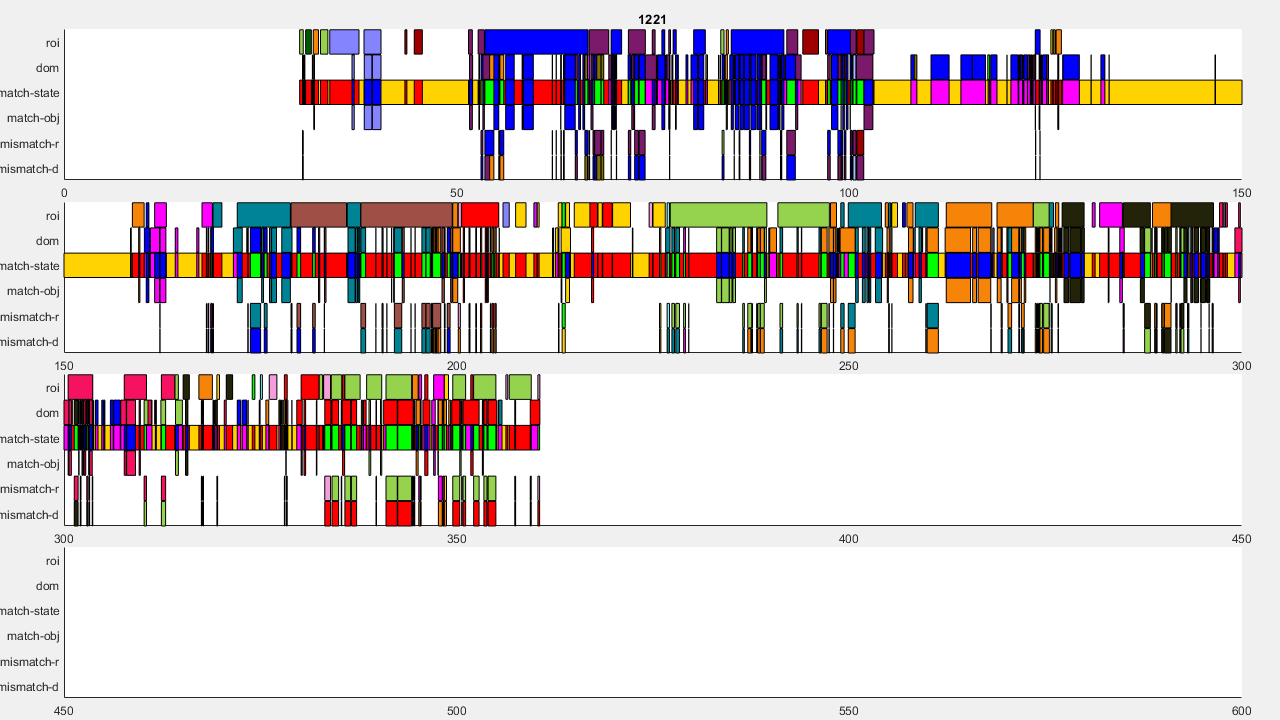 1221
roi
dom
match-state
match-obj
mismatch-r
mismatch-d
0 50 100 150
roi
dom
match-state
match-obj
mismatch-r
mismatch-d
150 200 250 300
roi
dom
match-state
match-obj
mismatch-r
mismatch-d
300 350 400 450
roi
dom
match-state
match-obj
mismatch-r
mismatch-d
450 500 550 600